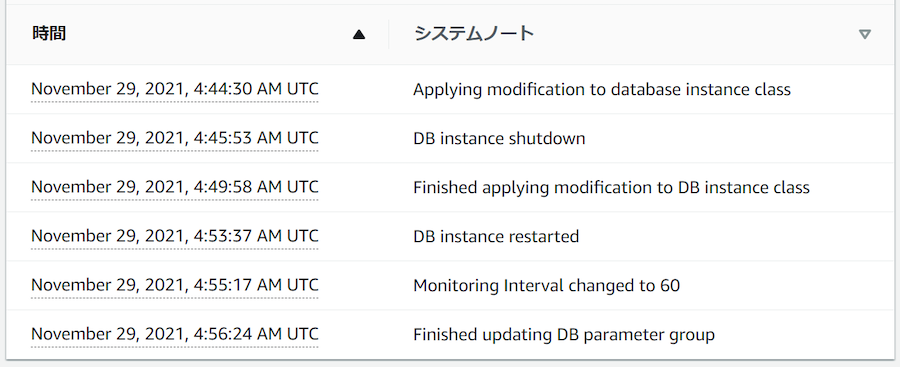 時間 システムノート
November 29, 2021, 4:44:30 AM UTC Applying modification to database instance class
November 29, 2021, 4:45:53 AM UTC DB instance shutdown
November 29, 2021, 4:49:58 AM UTC Finished applying modification to DB instance class
November 29, 2021, 4:53:37 AM UTC DB instance restarted
November 29, 2021, 4:55:17 AM UTC Monitoring Interval changed to 60
November 29, 2021, 4:56:24 AM UTC Finished updating DB parameter group